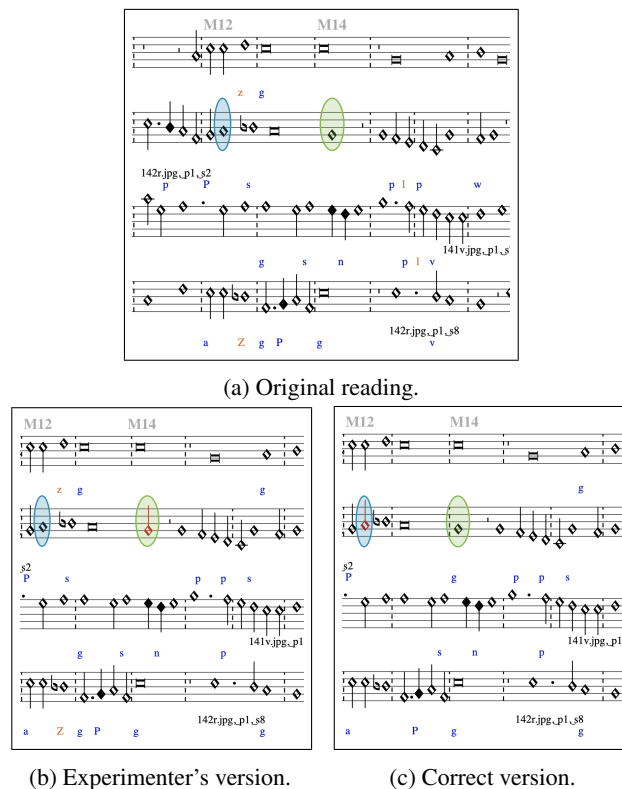 M12 M14
z g
142r.jpg_p1_s2
p P s p l p w
141v.jpg_p1_s
g s n p l v
142r.jpg_p1_s8
a Z g P g v
(a) Original reading.
M12 M14
z g g
s2
P s p p s
141v.jpg_p1
g s n p
142r.jpg_p1_s8
a Z g P g g
(b) Experimenter's version.
M12 M14
g
s2
P g p p s
141v.jpg_p1
s n p
142r.jpg_p1_s8
a P g g
(c) Correct version.